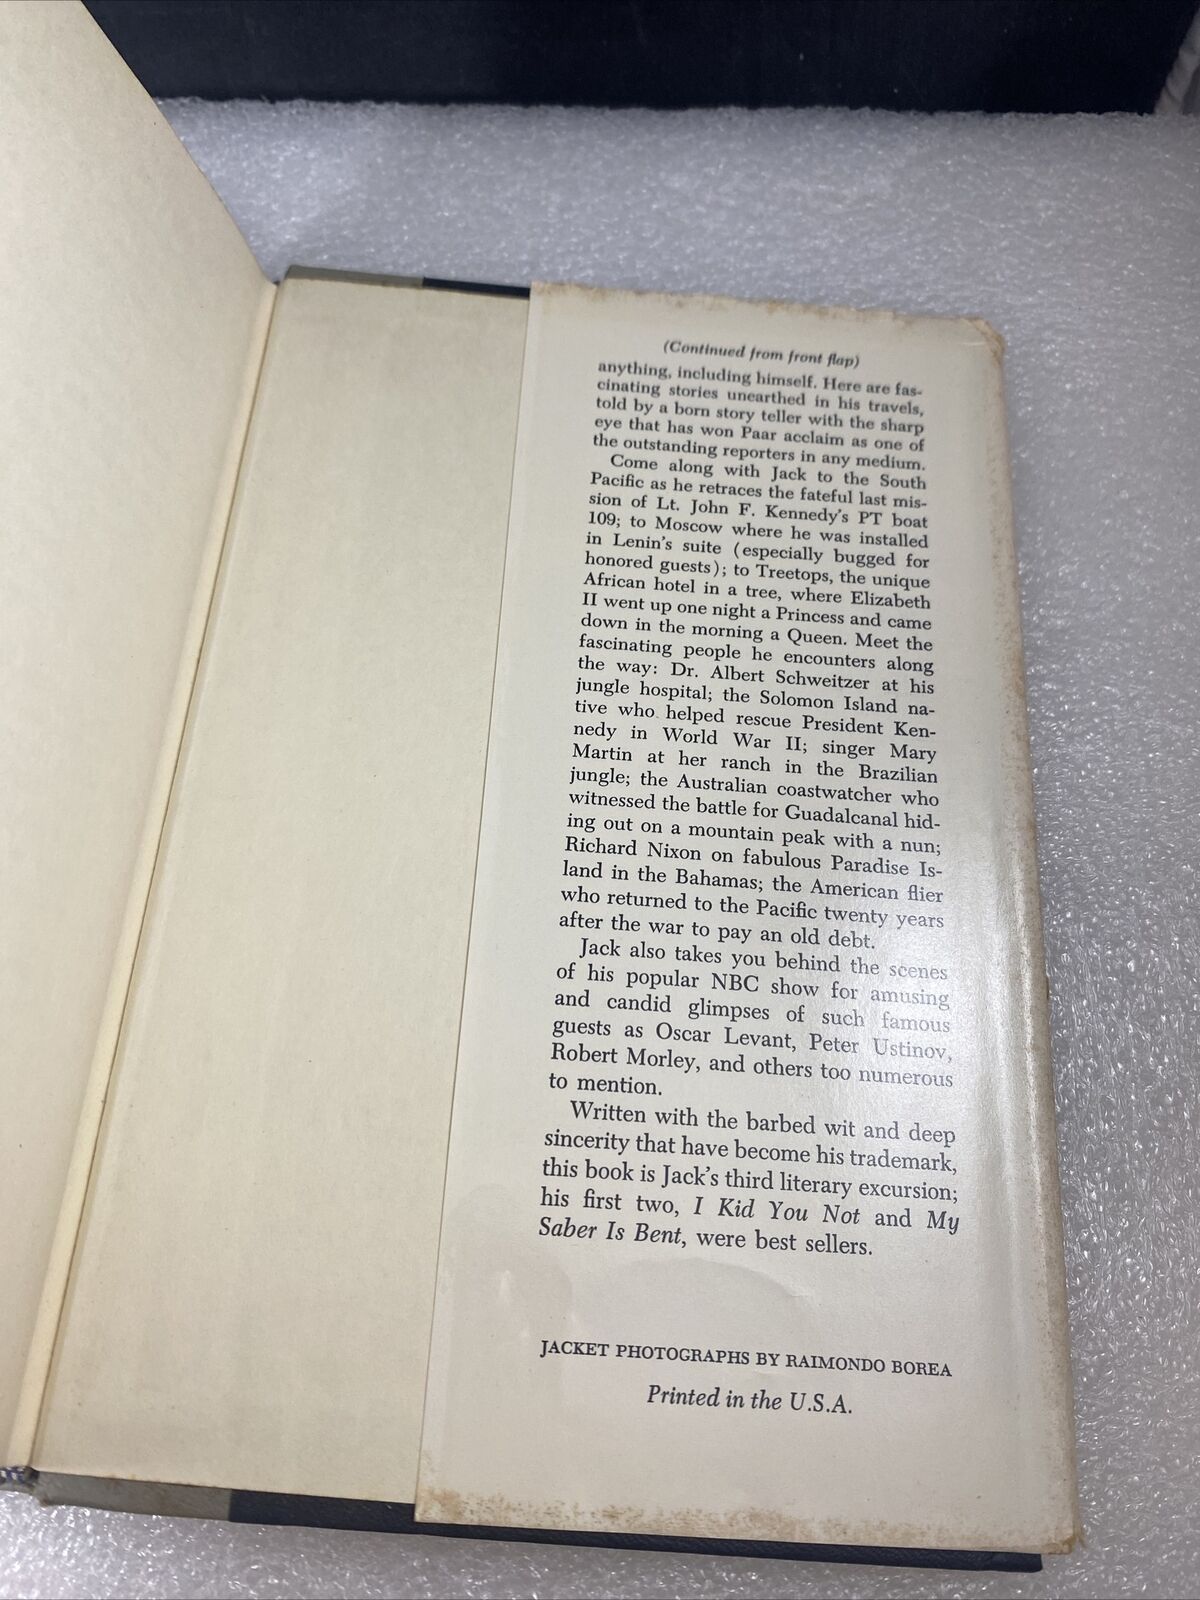 (Continued from front flap)
anything, including himself. Here are fas-
cinating stories unearthed in his travels,
told by a born story teller with the sharp
eye that has won Paar acclaim as one of
the outstanding reporters in any medium.
Come along with Jack to the South
Pacific as he retraces the fateful last mis-
sion of Lt. John F. Kennedy's PT boat
109; to Moscow where he was installed
in Lenin's suite (especially bugged for
honored guests); to Treetops, the unique
African hotel in a tree, where Elizabeth
II went up one night a Princess and came
down in the morning a Queen. Meet the
fascinating people he encounters along
the way: Dr. Albert Schweitzer at his
jungle hospital; the Solomon Island na-
tive who helped rescue President Ken-
nedy in World War II; singer Mary
Martin at her ranch in the Brazilian
jungle; the Australian coastwatcher who
witnessed the battle for Guadalcanal hid-
ing out on a mountain peak with a nun;
Richard Nixon on fabulous Paradise Is-
land in the Bahamas; the American flier
who returned to the Pacific twenty years
after the war to pay an old debt.
Jack also takes you behind the scenes
of his popular NBC show for amusing
and candid glimpses of such famous
guests as Oscar Levant, Peter Ustinov,
Robert Morley, and others too numerous
to mention.
Written with the barbed wit and deep
sincerity that have become his trademark,
this book is Jack's third literary excursion;
his first two, I Kid You Not and My
Saber Is Bent, were best sellers.
JACKET PHOTOGRAPHS BY RAIMONDO BOREA
Printed in the U.S.A.